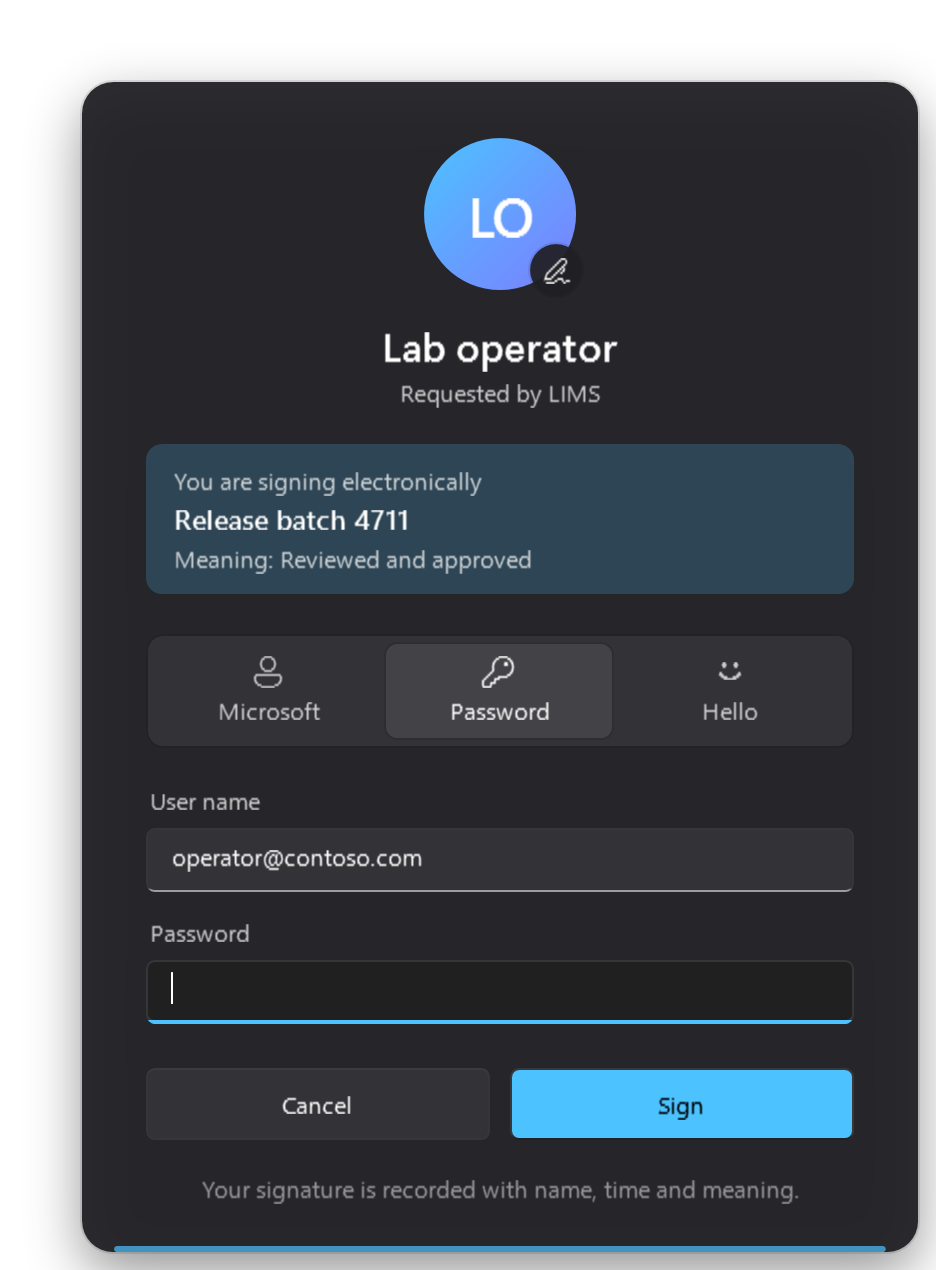 LO
Lab operator
Requested by LIMS
You are signing electronically
Release batch 4711
Meaning: Reviewed and approved
Microsoft
Password
Hello
User name
operator@contoso.com
Password
Cancel
Sign
Your signature is recorded with name, time and meaning.